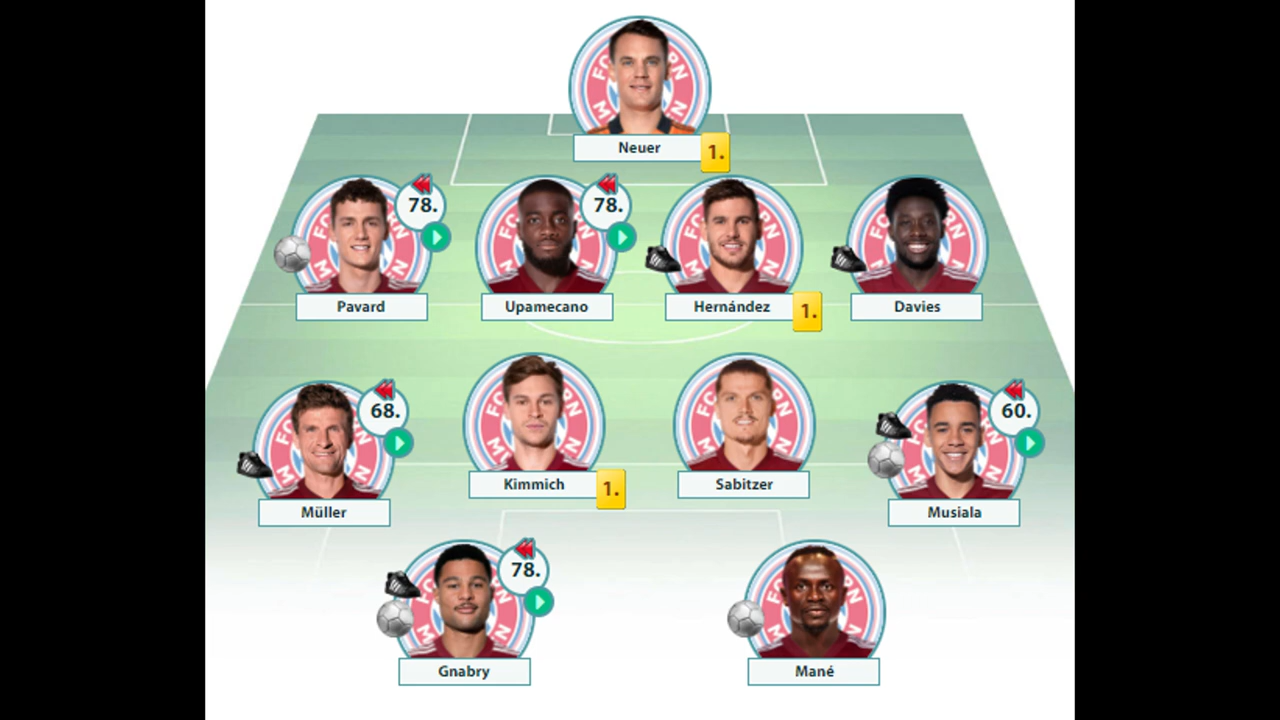 Neuer
1.
78.
78.
Pavard
Upamecano
Hernández
1.
Davies
68.
60.
Kimmich
1.
Sabitzer
Müller
Musiala
78.
Gnabry
Mané